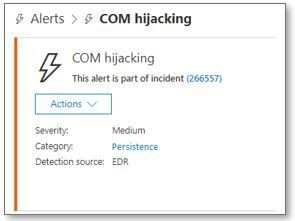 Alerts > COM hijacking
COM hijacking
This alert is part of incident (266557)
Actions
Severity: Medium
Category: Persistence
Detection source: EDR